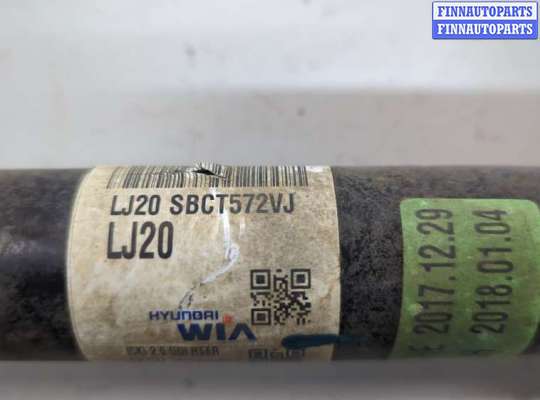 FINNAUTOPARTS
FINNAUTOPARTS
LJ20 SBCT572VJ
LJ20
HYUNDAI
WIA
2017.12.29
2018.01.04